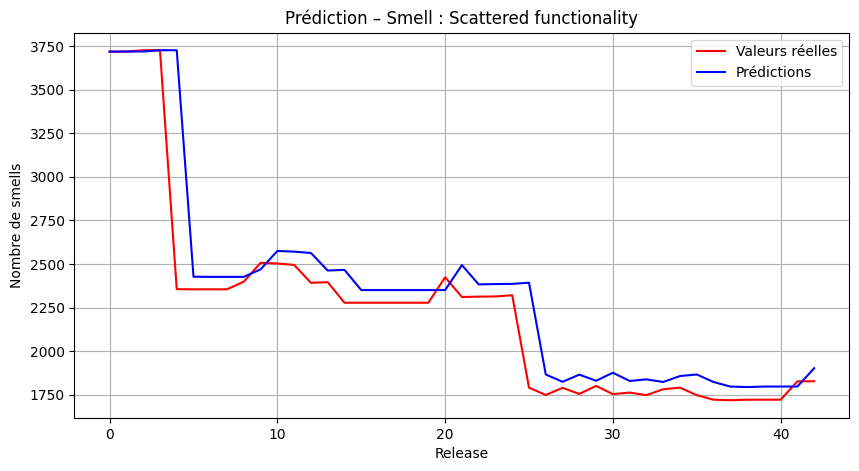 Prédiction – Smell : Scattered functionality
Valeurs réelles
Prédictions
Nombre de smells
3750
3500
3250
3000
2750
2500
2250
2000
1750
0
10
20
30
40
Release